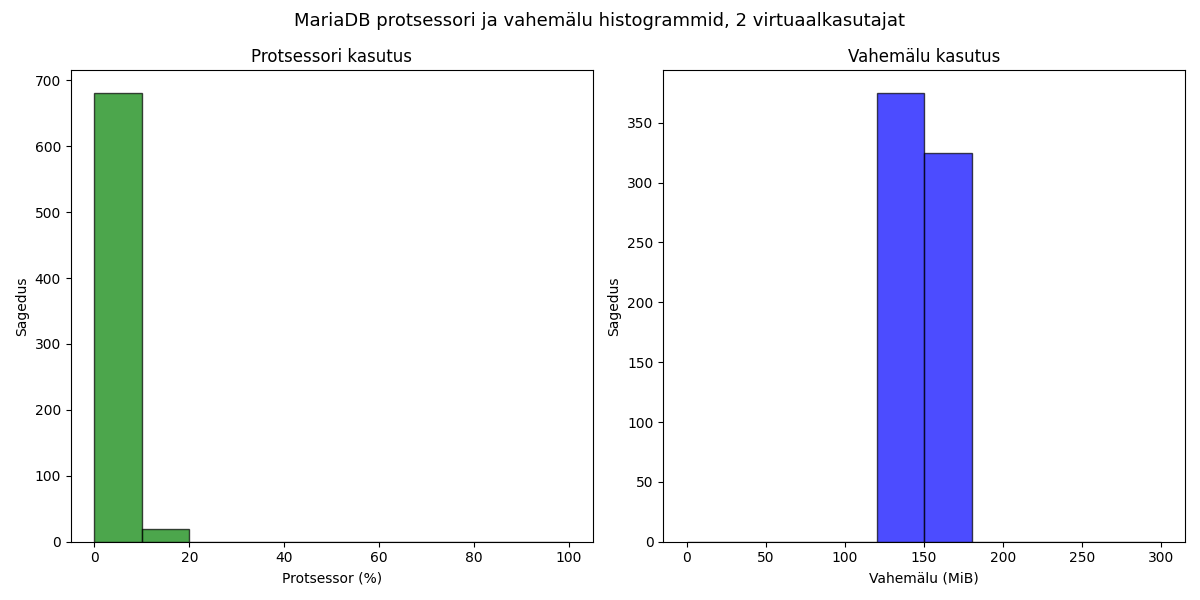 MariaDB protsessori ja vahemälu histogrammid, 2 virtuaalkasutajat
Protsessori kasutus
700
600
500
400
300
200
100
0
Sagedus
0 20 40 60 80 100
Protsessor (%)
Vahemälu kasutus
350
300
250
200
150
100
50
0
Sagedus
0 50 100 150 200 250 300
Vahemälu (MiB)